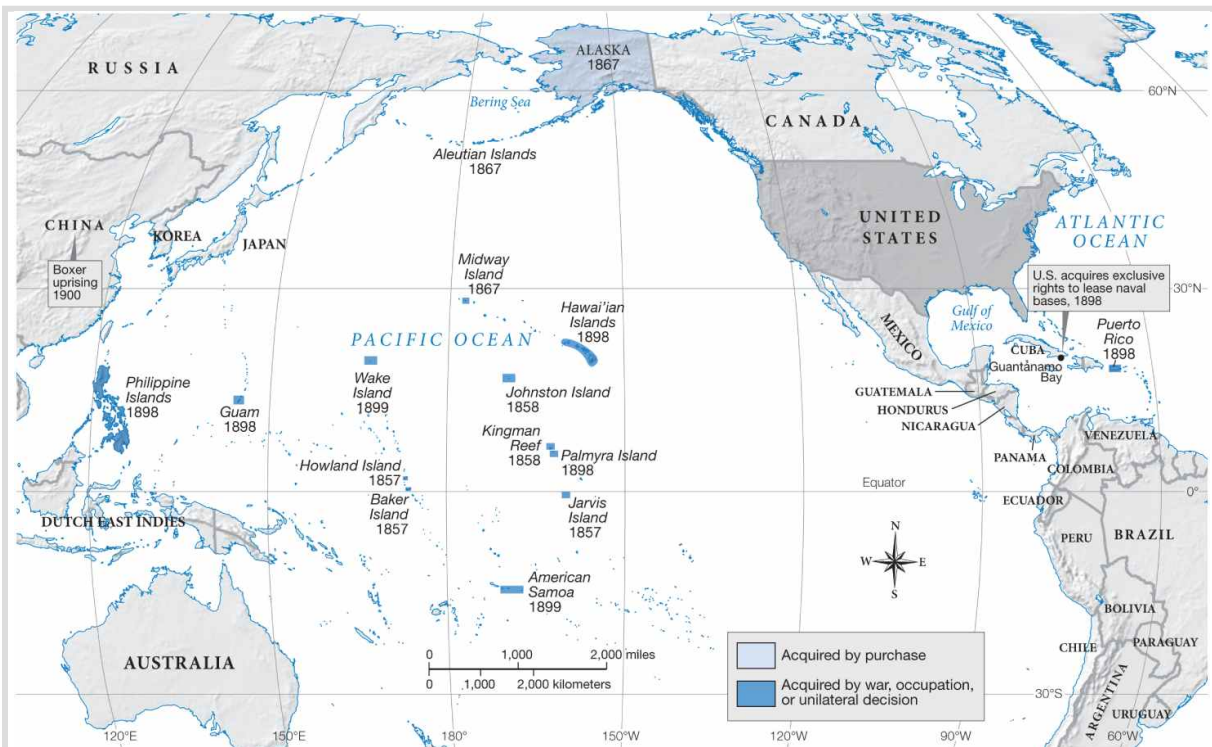 RUSSIA
ALASKA
1867
Bering Sea
60°N
CANADA
Aleutian Islands
1867
CHINA
KOREA
JAPAN
UNITED
STATES
ATLANTIC
OCEAN
Boxer
uprising
1900
Midway
Island
1867
U.S. acquires exclusive
rights to lease naval
bases, 1898
30°N
Hawai'ian
Islands
1898
Gulf of
Mexico
PACIFIC OCEAN
MEXICO
Puerto
Rico
1898
CUBA
Guantánamo
Bay
Philippine
Islands
1898
Guam
1898
Wake
Island
1899
Johnston Island
1858
GUATEMALA
HONDURUS
NICARAGUA
Kingman
Reef
1858
Palmyra Island
1898
PANAMA
VENEZUELA
COLOMBIA
Howland Island
1857
Baker
Island
1857
Jarvis
Island
1857
Equator
0°
ECUADOR
DUTCH EAST INDIES
PERU
BRAZIL
N
W
E
S
American
Samoa
1899
BOLIVIA
AUSTRALIA
CHILE
PARAGUAY
ARGENTINA
URUGUAY
0 1,000 2,000 miles
0 1,000 2,000 kilometers
Acquired by purchase
Acquired by war, occupation,
or unilateral decision
30°S
120°E
150°E
180°
150°W
120°W
90°W
60°W